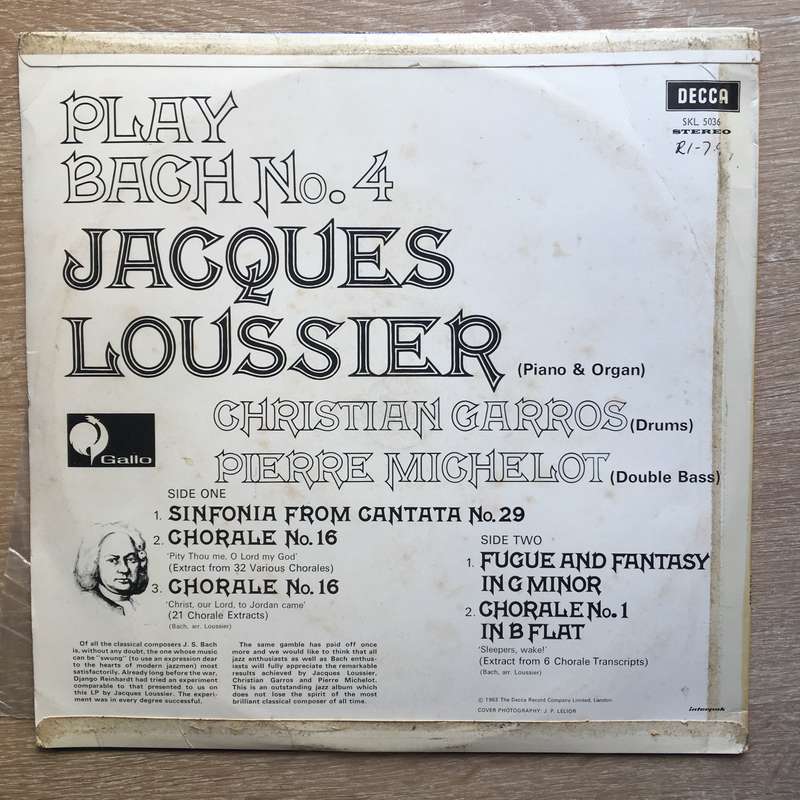 PLAY
BACH No. 4
JACQUES
LOUSSIER (Piano & Organ)
CHRISTIAN GARROS (Drums)
PIERRE MICHELOT (Double Bass)
DECCA
SKL 5036
STEREO
Gallo
SIDE ONE
1. SINFONIA FROM CANTATA No. 29
2. CHORALE No. 16
'Pity Thou me, O Lord my God'
(Extract from 32 Various Chorales)
3. CHORALE No. 16
'Christ, our Lord, to Jordan came'
(21 Chorale Extracts)
(Bach, arr. Loussier)
SIDE TWO
1. FUGUE AND FANTASY
IN G MINOR
2. CHORALE No. 1
IN B FLAT
'Sleepers, wake!'
(Extract from 6 Chorale Transcripts)
(Bach, arr. Loussier)
Of all the classical composers J. S. Bach
is, without any doubt, the one whose music
can be "swung" (to use an expression dear
to the hearts of modern jazzmen) most
satisfactorily. Already long before the war,
Django Reinhardt had tried an experiment
comparable to that presented to us on
this LP by Jacques Loussier. The experi-
ment was in every degree successful.
The same gamble has paid off once
more and we would like to think that all
jazz enthusiasts as well as Bach enthus-
iasts will fully appreciate the remarkable
results achieved by Jacques Loussier,
Christian Garros and Pierre Michelot.
This is an outstanding jazz album which
does not lose the spirit of the most
brilliant classical composer of all time.
© 1963, The Decca Record Company Limited, London
COVER PHOTOGRAPHY: J. P. LELIOR
interpak